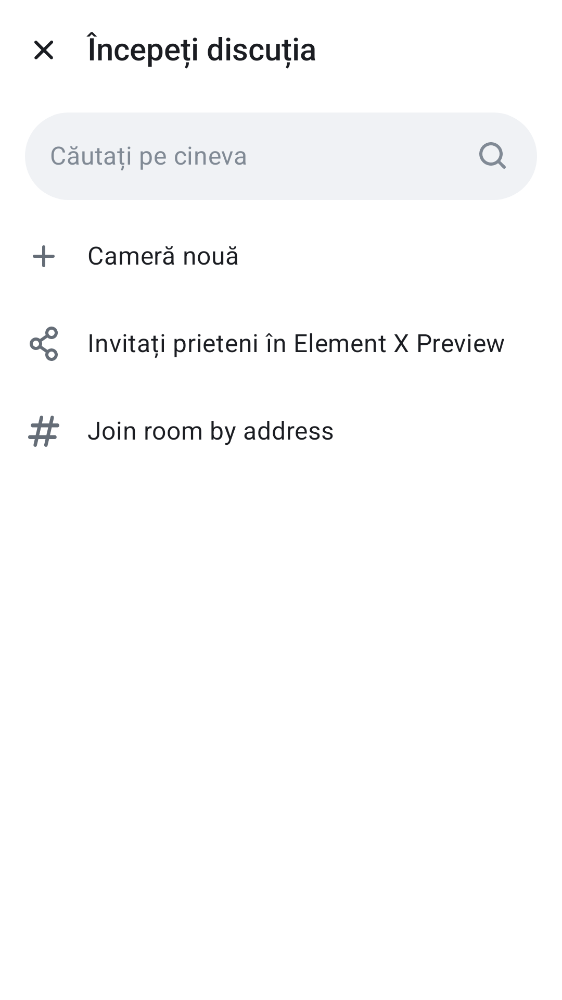 Începeți discuția
Căutați pe cineva
Cameră nouă
Invitați prieteni în Element X Preview
Join room by address